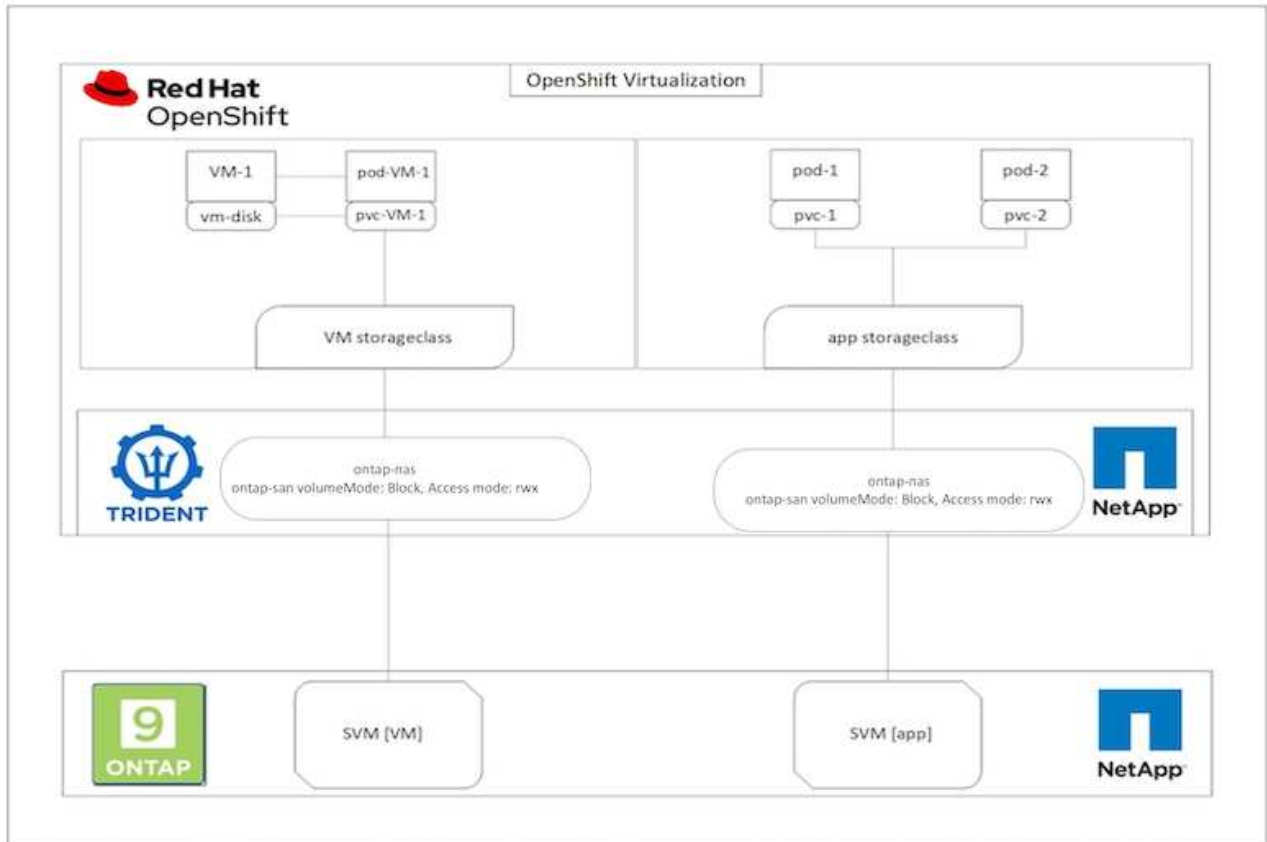 Red Hat
OpenShift
OpenShift Virtualization
VM-1
pod-VM-1
vm-disk
pvc-VM-1
pod-1
pod-2
pvc-1
pvc-2
VM storageclass
app storageclass
TRIDENT
ontap-nas
ontap-san volumeMode: Block, Access mode: rwx
ontap-nas
ontap-san volumeMode: Block, Access mode: rwx
NetApp
9
ONTAP
SVM [VM]
SVM [app]
NetApp